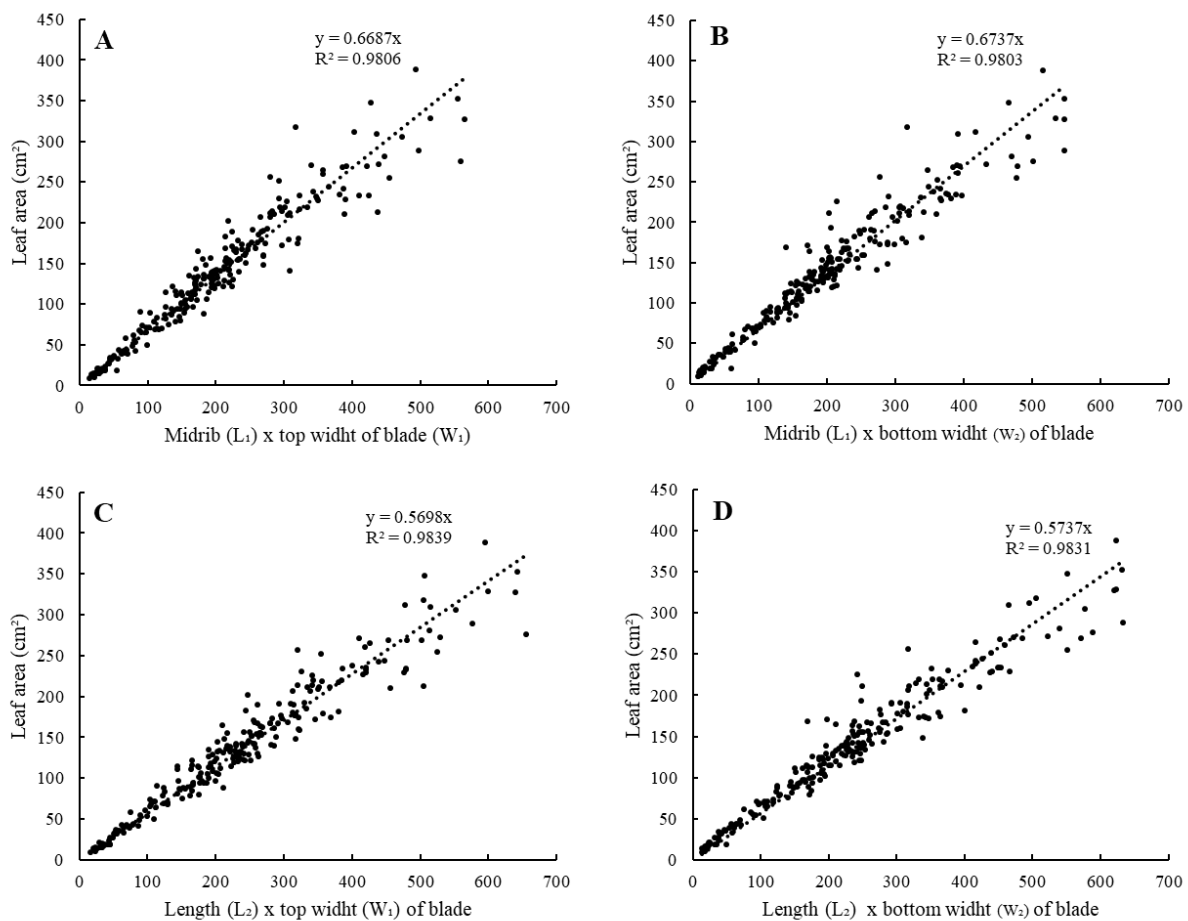 A
y = 0.6687x
R² = 0.9806
450
400
350
300
250
200
150
100
50
0
Leaf area (cm²)
0 100 200 300 400 500 600 700
Midrib (L₁) x top widht of blade (W₁)
B
y = 0.6737x
R² = 0.9803
450
400
350
300
250
200
150
100
50
0
Leaf area (cm²)
0 100 200 300 400 500 600 700
Midrib (L₁) x bottom widht (W₂) of blade
C
y = 0.5698x
R² = 0.9839
450
400
350
300
250
200
150
100
50
0
Leaf area (cm²)
0 100 200 300 400 500 600 700
Length (L₂) x top widht (W₁) of blade
D
y = 0.5737x
R² = 0.9831
450
400
350
300
250
200
150
100
50
0
Leaf area (cm²)
0 100 200 300 400 500 600 700
Length (L₂) x bottom widht (W₂) of blade